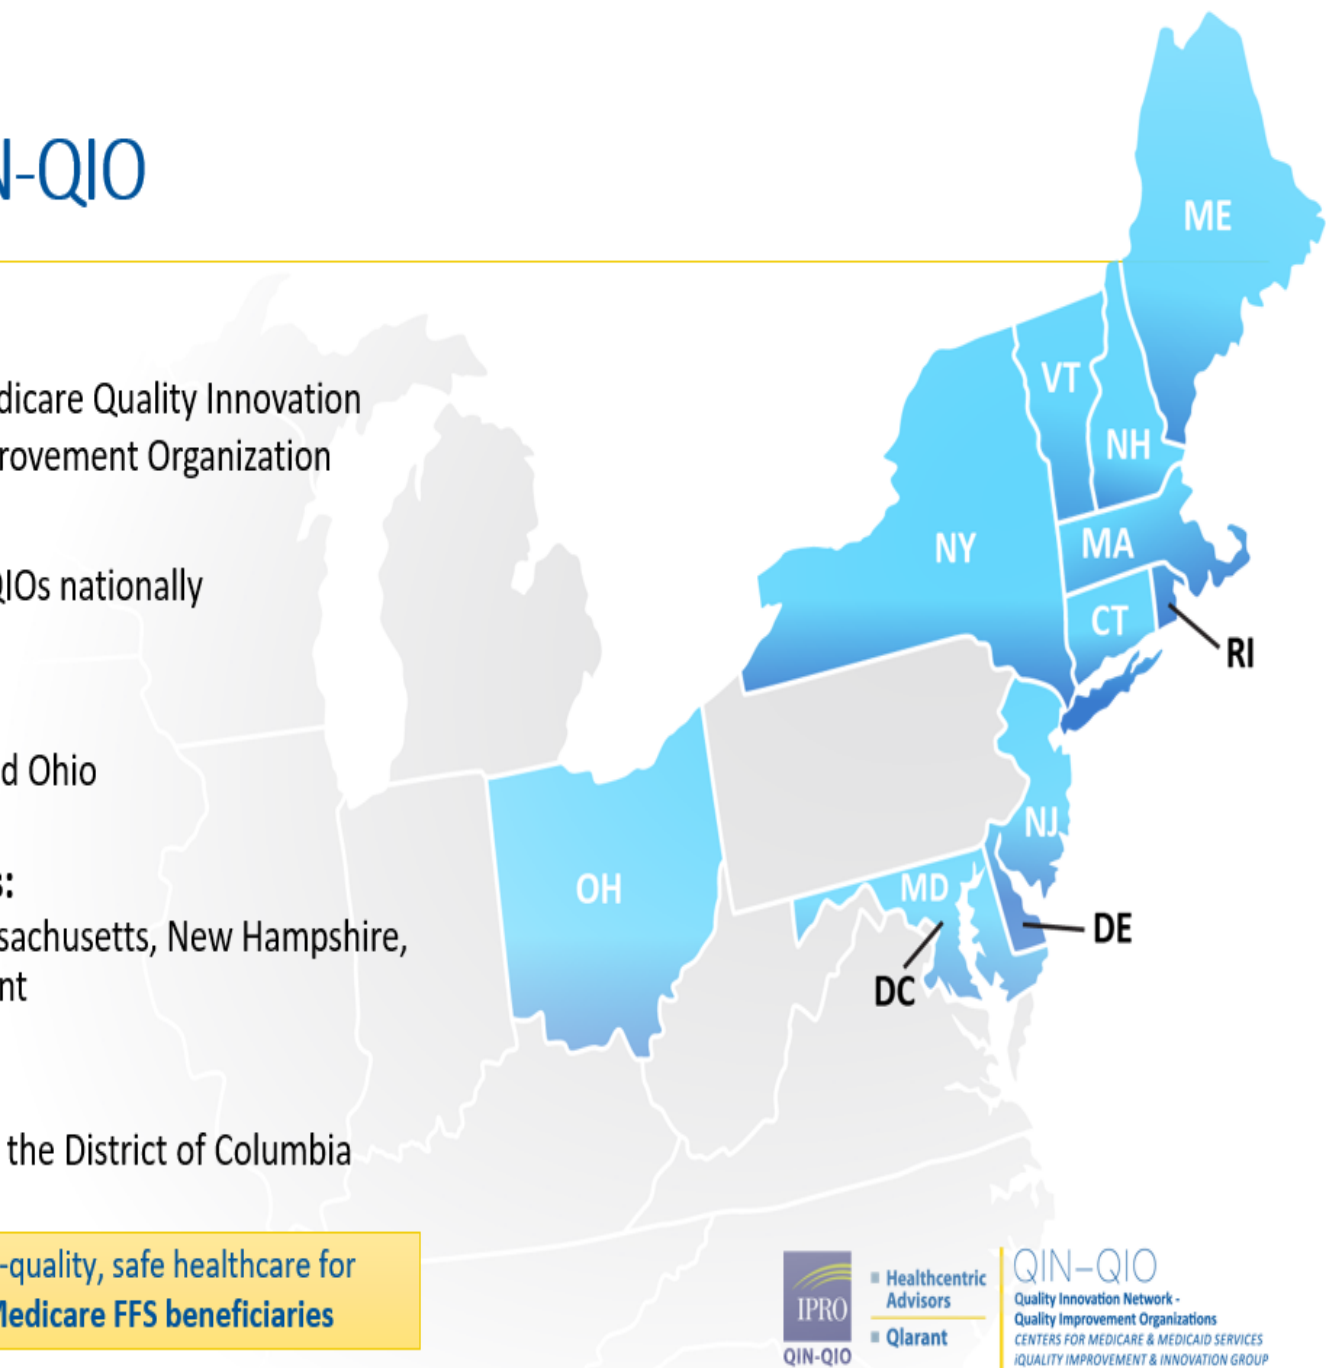 N-QIO
dicare Quality Innovation
rovement Organization
QIOs nationally
d Ohio
s:
sachusetts, New Hampshire,
nt
the District of Columbia
-quality, safe healthcare for
Medicare FFS beneficiaries
ME
VT
NH
NY
MA
CT
RI
NJ
OH
MD
DE
DC
IPRO
QIN-QIO
Healthcentric
Advisors
Qlarant
QIN–QIO
Quality Innovation Network -
Quality Improvement Organizations
CENTERS FOR MEDICARE & MEDICAID SERVICES
iQUALITY IMPROVEMENT & INNOVATION GROUP